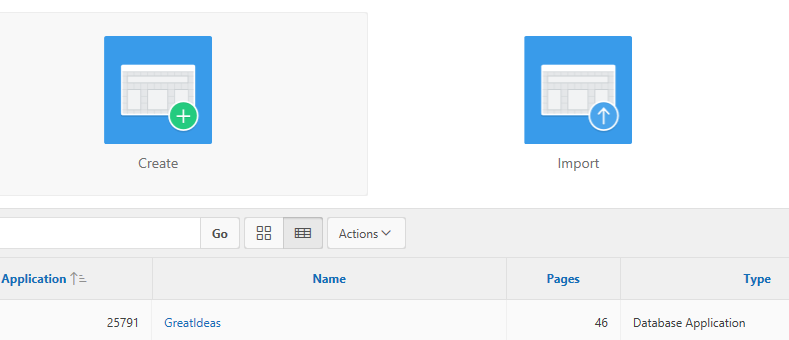 Create Import
Go Actions
Application Name Pages Type
25791 GreatIdeas 46 Database Application